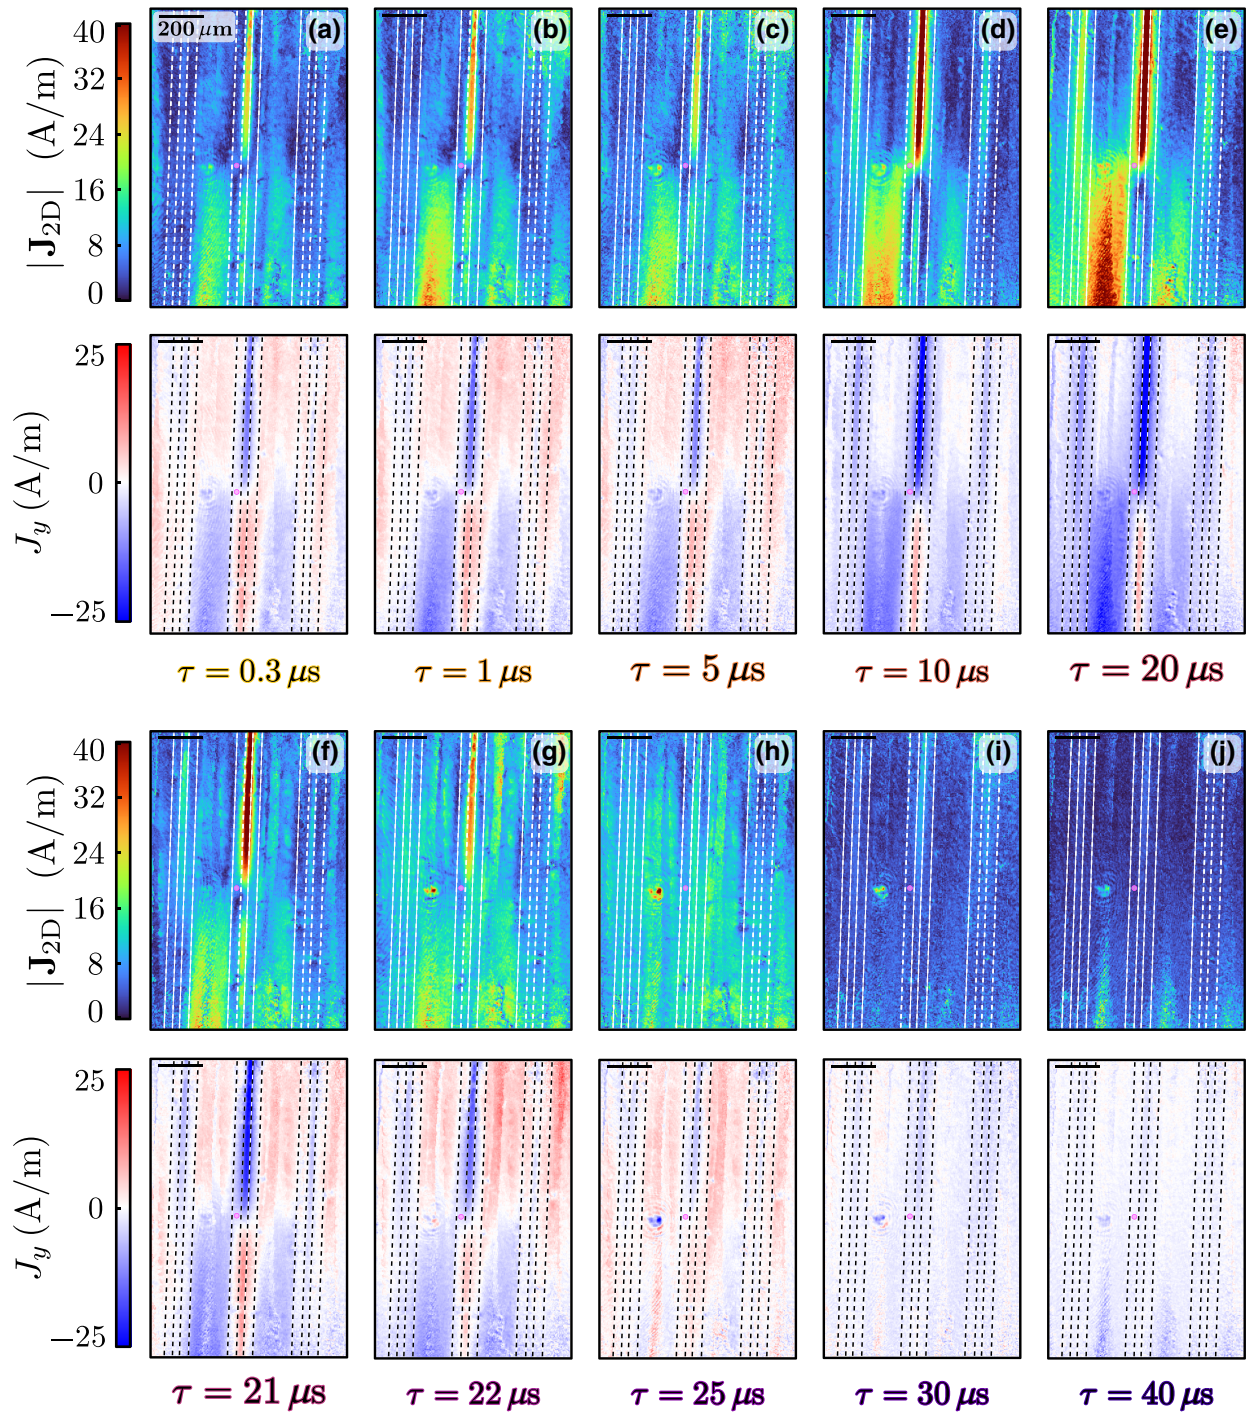 200 μm (a) (b) (c) (d) (e)
40
32
24
16
8
0
|J2D| (A/m)
25
0
−25
Jy (A/m)
τ = 0.3 μs τ = 1 μs τ = 5 μs τ = 10 μs τ = 20 μs
(f) (g) (h) (i) (j)
40
32
24
16
8
0
|J2D| (A/m)
25
0
−25
Jy (A/m)
τ = 21 μs τ = 22 μs τ = 25 μs τ = 30 μs τ = 40 μs